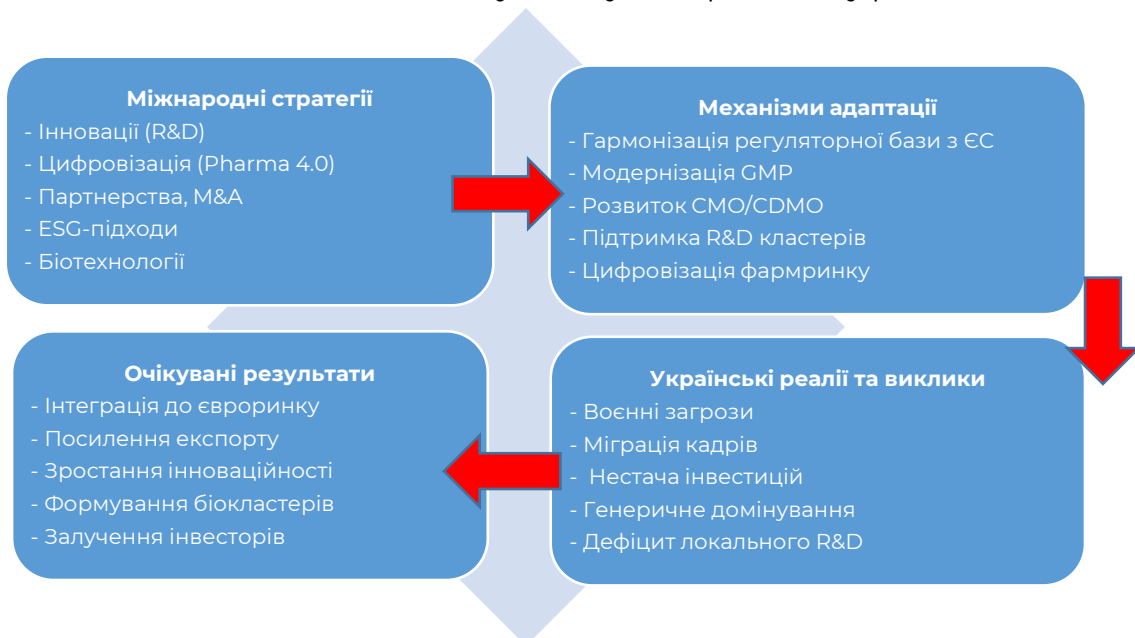 Міжнародні стратегії
- Інновації (R&D)
- Цифровізація (Pharma 4.0)
- Партнерства, M&A
- ESG-підходи
- Біотехнології
Механізми адаптації
- Гармонізація регуляторної бази з ЄС
- Модернізація GMP
- Розвиток CMO/CDMO
- Підтримка R&D кластерів
- Цифровізація фармринку
Очікувані результати
- Інтеграція до євроринку
- Посилення експорту
- Зростання інноваційності
- Формування біокластерів
- Залучення інвесторів
Українські реалії та виклики
- Воєнні загрози
- Міграція кадрів
- Нестача інвестицій
- Генеричне домінування
- Дефіцит локального R&D